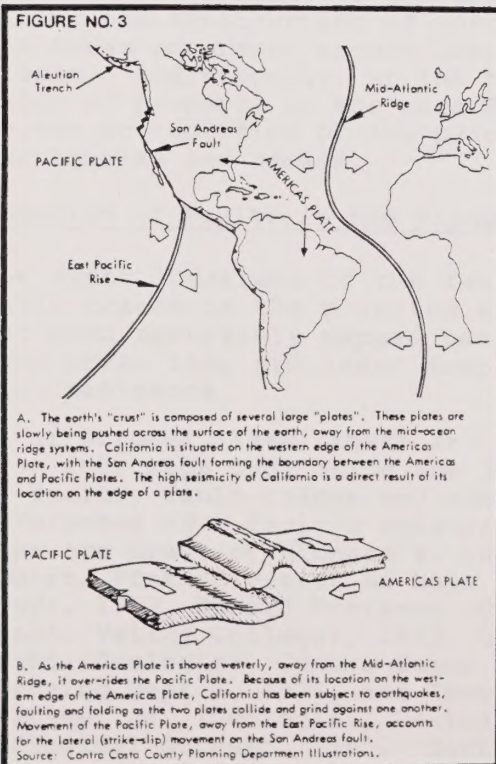 FIGURE NO. 3
Aleution
Trench
Mid-Atlantic
Ridge
San Andreas
Fault
PACIFIC PLATE
AMERICAS PLATE
East Pacific
Rise
A. The earth's "crust" is composed of several large "plates". These plates are
slowly being pushed across the surface of the earth, away from the mid-ocean
ridge systems. California is situated on the western edge of the Americas
Plate, with the San Andreas fault forming the boundary between the Americas
and Pacific Plates. The high seismicity of California is a direct result of its
location on the edge of a plate.
PACIFIC PLATE
AMERICAS PLATE
B. As the Americas Plate is shoved westerly, away from the Mid-Atlantic
Ridge, it over-rides the Pacific Plate. Because of its location on the west-
ern edge of the Americas Plate, California has been subject to earthquakes,
faulting and folding as the two plates collide and grind against one another.
Movement of the Pacific Plate, away from the East Pacific Rise, accounts
for the lateral (strike-slip) movement on the San Andreas fault.
Source: Contra Costa County Planning Department Illustrations.